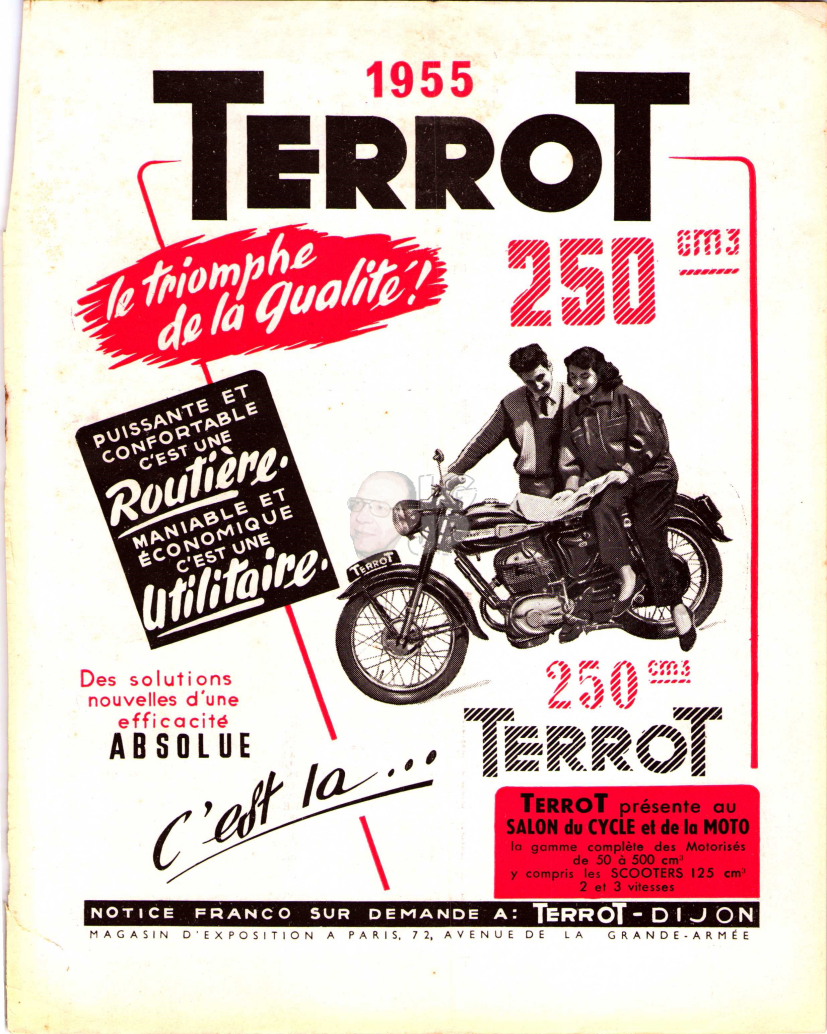 1955
TERROT
250 cm3
le triomphe
de la qualité !
PUISSANTE ET
CONFORTABLE
C'EST UNE
Routière.
MANIABLE ET
ÉCONOMIQUE
C'EST UNE
Utilitaire.
TERROT
Des solutions
nouvelles d'une
efficacité
ABSOLUE
C'est la ...
250 cm3
TERROT
TERROT présente au
SALON du CYCLE et de la MOTO
la gamme complète des Motorisés
de 50 à 500 cm³
y compris les SCOOTERS 125 cm³
2 et 3 vitesses
NOTICE FRANCO SUR DEMANDE A: TERROT - DIJON
MAGASIN D'EXPOSITION A PARIS, 72, AVENUE DE LA GRANDE-ARMÉE